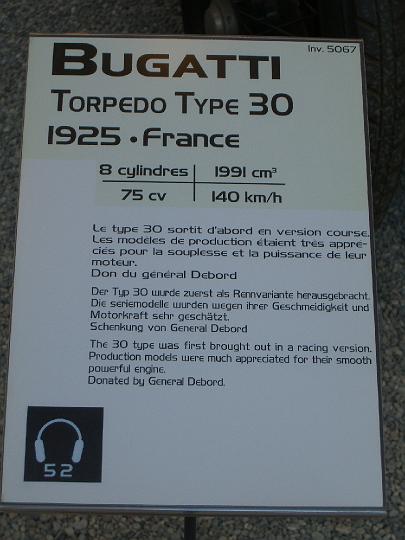 Inv. 5067
BUGATTI
TORPEDO TYPE 30
1925 • FRANCE
8 cylindres | 1991 cm³
75 cv | 140 km/h
Le type 30 sortit d'abord en version course.
Les modèles de production étaient très appré-
ciés pour la souplesse et la puissance de leur
moteur.
Don du général Debord
Der Typ 30 wurde zuerst als Rennvariante herausgebracht.
Die seriemodelle wurden wegen ihrer Geschmeidigkeit und
Motorkraft sehr geschätzt.
Schenkung von General Debord
The 30 type was first brought out in a racing version.
Production models were much appreciated for their smooth
powerful engine.
Donated by General Debord.
52